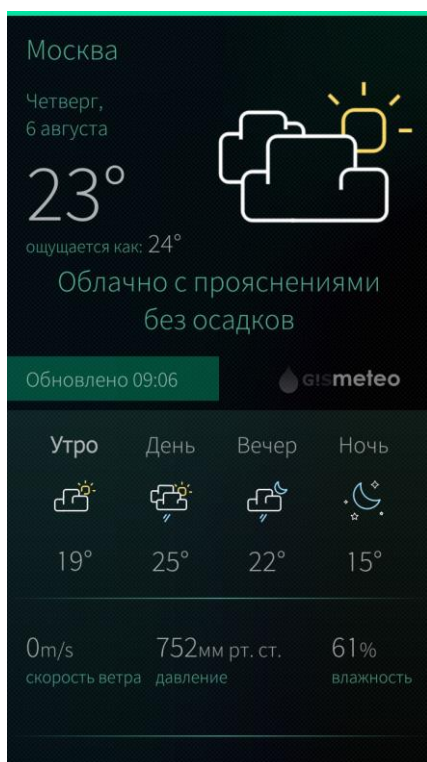 Москва
Четверг,
6 августа
23°
ощущается как: 24°
Облачно с прояснениями
без осадков
Обновлено 09:06
GISmeteo
Утро День Вечер Ночь
19° 25° 22° 15°
0m/s 752мм рт. ст. 61%
скорость ветра давление влажность